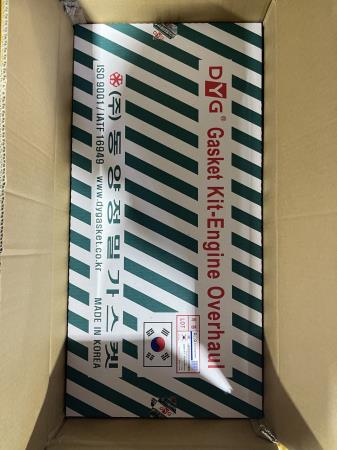 DYG® Gasket Kit-Engine Overhaul
(주)동양정밀가스켓
ISO 9001 / IATF 16949 www.dygasket.co.kr MADE IN KOREA
LOT